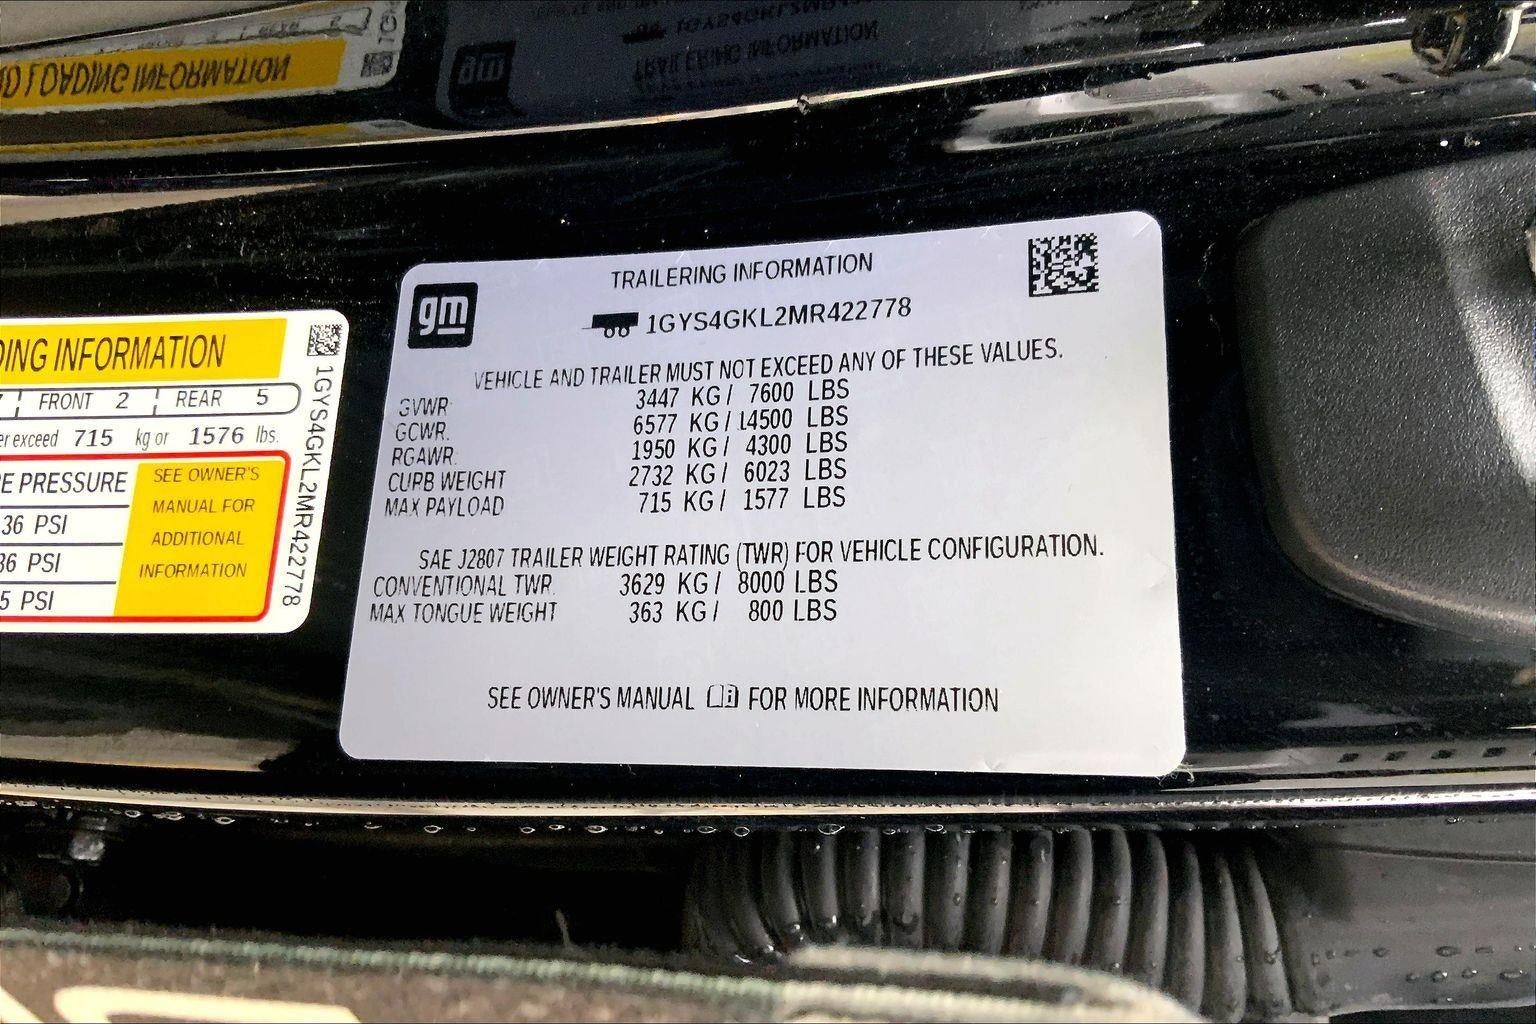 TRAILERING INFORMATION
gm
1GYS4GKL2MR422778
VEHICLE AND TRAILER MUST NOT EXCEED ANY OF THESE VALUES.
GVWR 3447 KG/ 7600 LBS
GCWR. 6577 KG/ 14500 LBS
RGAWR. 1950 KG/ 4300 LBS
CURB WEIGHT 2732 KG/ 6023 LBS
MAX PAYLOAD 715 KG/ 1577 LBS
SAE J2807 TRAILER WEIGHT RATING (TWR) FOR VEHICLE CONFIGURATION.
CONVENTIONAL TWR. 3629 KG/ 8000 LBS
MAX TONGUE WEIGHT 363 KG/ 800 LBS
SEE OWNER'S MANUAL FOR MORE INFORMATION
DING INFORMATION
FRONT 2 REAR 5
er exceed 715 kg or 1576 lbs.
E PRESSURE
36 PSI
36 PSI
5 PSI
SEE OWNER'S
MANUAL FOR
ADDITIONAL
INFORMATION
1GYS4GKL2MR422778
LOADING INFORMATION
gm
TRAILERING INFORMATION